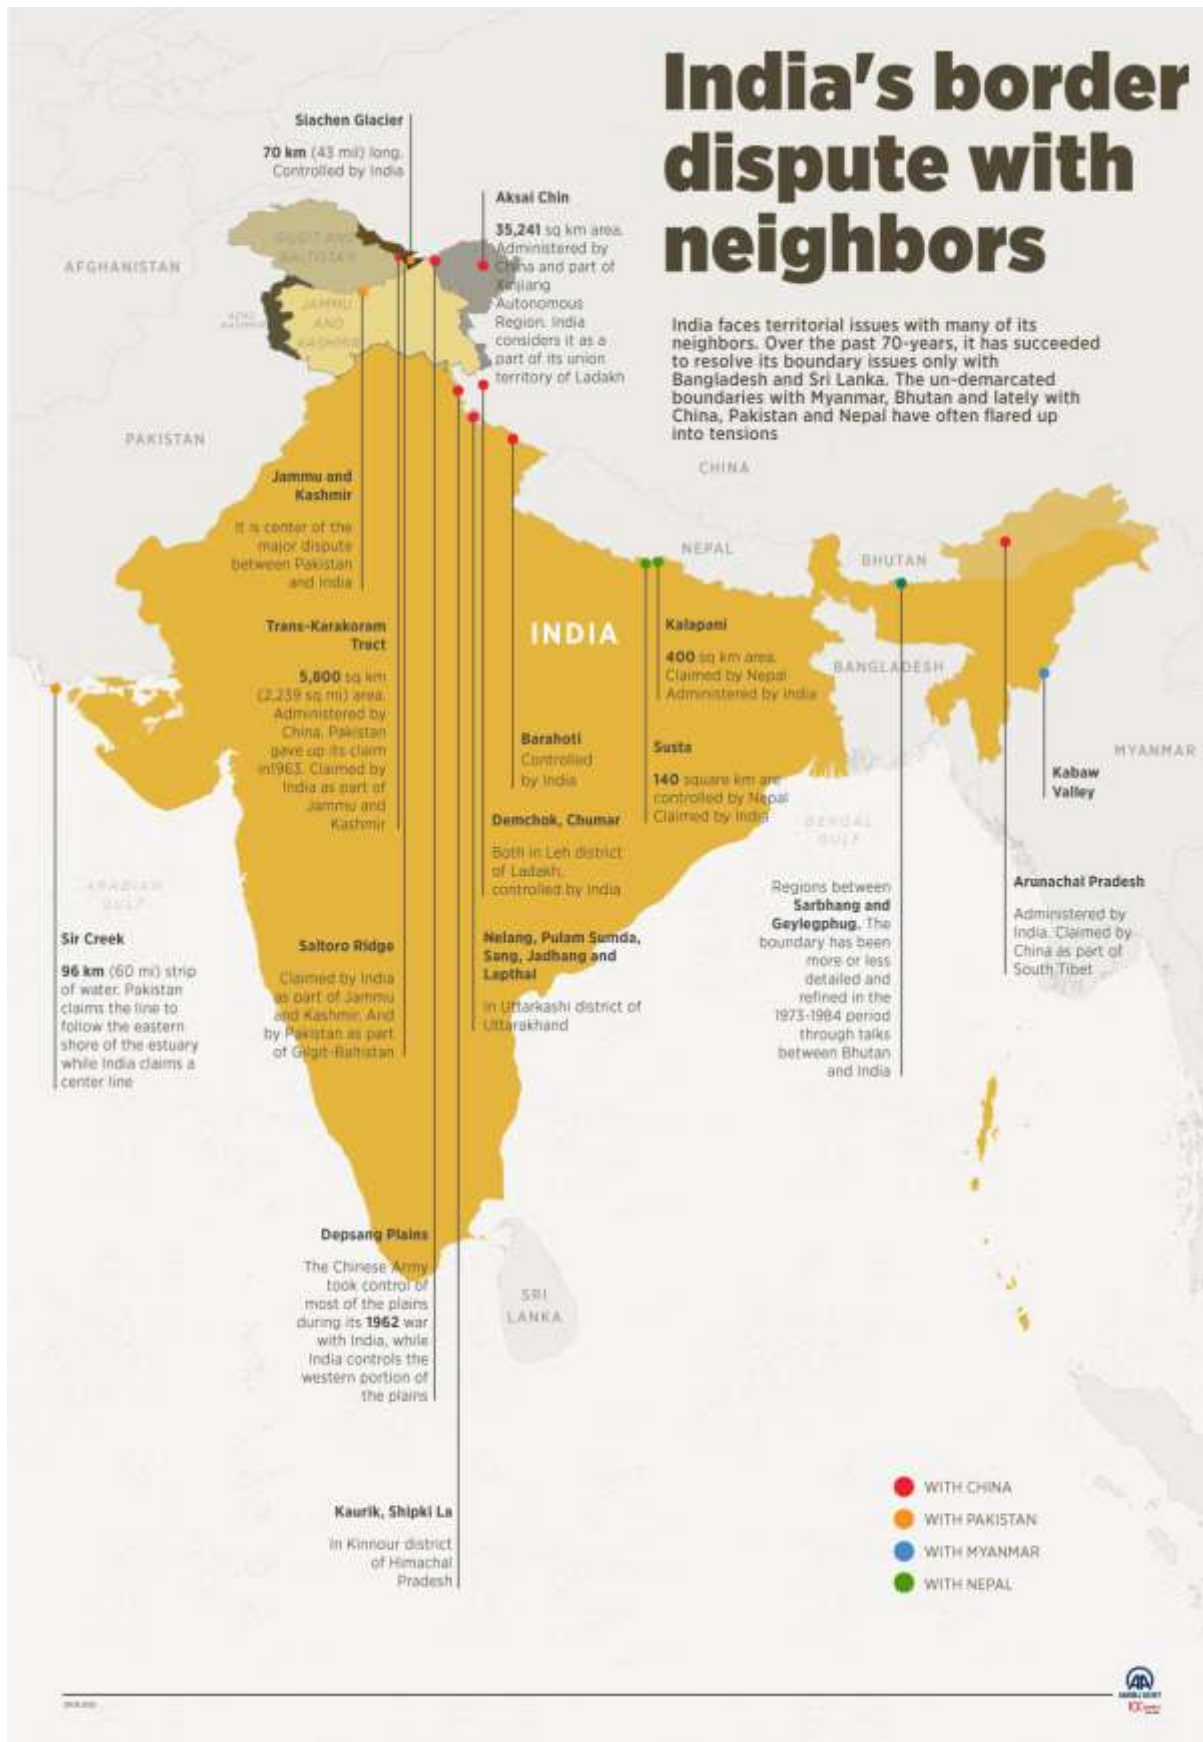 India's border
dispute with
neighbors
India faces territorial issues with many of its
neighbors. Over the past 70-years, it has succeeded
to resolve its boundary issues only with
Bangladesh and Sri Lanka. The un-demarcated
boundaries with Myanmar, Bhutan and lately with
China, Pakistan and Nepal have often flared up
into tensions
Siachen Glacier
70 km (43 mil) long.
Controlled by India
Aksai Chin
35,241 sq km area.
Administered by
China and part of
Xinjiang
Autonomous
Region. India
considers it as a
part of its union
territory of Ladakh
GILGIT AND
BALTISTAN
AFGHANISTAN
AZAD
KASHMIR
JAMMU
AND
KASHMIR
PAKISTAN
CHINA
Jammu and
Kashmir
It is center of the
major dispute
between Pakistan
and India
NEPAL
BHUTAN
Trans-Karakoram
Tract
5,800 sq km
(2,239 sq mi) area.
Administered by
China. Pakistan
gave up its claim
in1963. Claimed by
India as part of
Jammu and
Kashmir
INDIA
Kalapani
400 sq km area.
Claimed by Nepal
Administered by India
BANGLADESH
Barahoti
Controlled
by India
Susta
140 square km are
controlled by Nepal
Claimed by India
MYANMAR
Kabaw
Valley
BENGAL
GULF
Demchok, Chumar
Both in Leh district
of Ladakh,
controlled by India
ARABIAN
GULF
Regions between
Sarbhang and
Geylegphug. The
boundary has been
more or less
detailed and
refined in the
1973-1984 period
through talks
between Bhutan
and India
Arunachal Pradesh
Administered by
India. Claimed by
China as part of
South Tibet
Sir Creek
96 km (60 mi) strip
of water. Pakistan
claims the line to
follow the eastern
shore of the estuary
while India claims a
center line
Saltoro Ridge
Claimed by India
as part of Jammu
and Kashmir. And
by Pakistan as part
of Gilgit-Baltistan
Nelang, Pulam Sumda,
Sang, Jadhang and
Lapthal
In Uttarkashi district of
Uttarakhand
Depsang Plains
The Chinese Army
took control of
most of the plains
during its 1962 war
with India, while
India controls the
western portion of
the plains
SRI
LANKA
Kaurik, Shipki La
In Kinnour district
of Himachal
Pradesh
WITH CHINA
WITH PAKISTAN
WITH MYANMAR
WITH NEPAL
AA